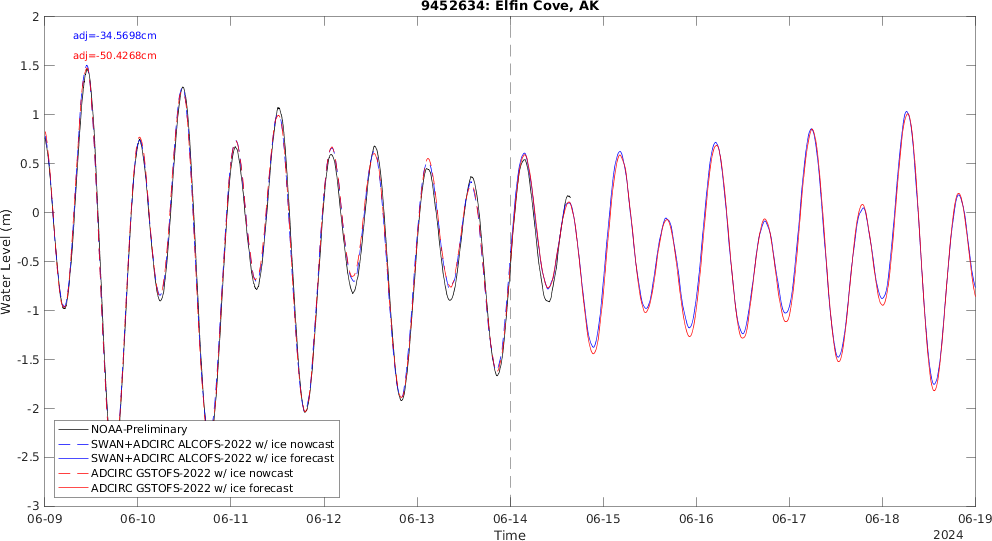 9452634: Elfin Cove, AK
adj=-34.5698cm
adj=-50.4268cm
2
1.5
1
0.5
0
-0.5
-1
-1.5
-2
-2.5
-3
Water Level (m)
NOAA-Preliminary
SWAN+ADCIRC ALCOFS-2022 w/ ice nowcast
SWAN+ADCIRC ALCOFS-2022 w/ ice forecast
ADCIRC GSTOFS-2022 w/ ice nowcast
ADCIRC GSTOFS-2022 w/ ice forecast
06-09 06-10 06-11 06-12 06-13 06-14 06-15 06-16 06-17 06-18 06-19
Time
2024